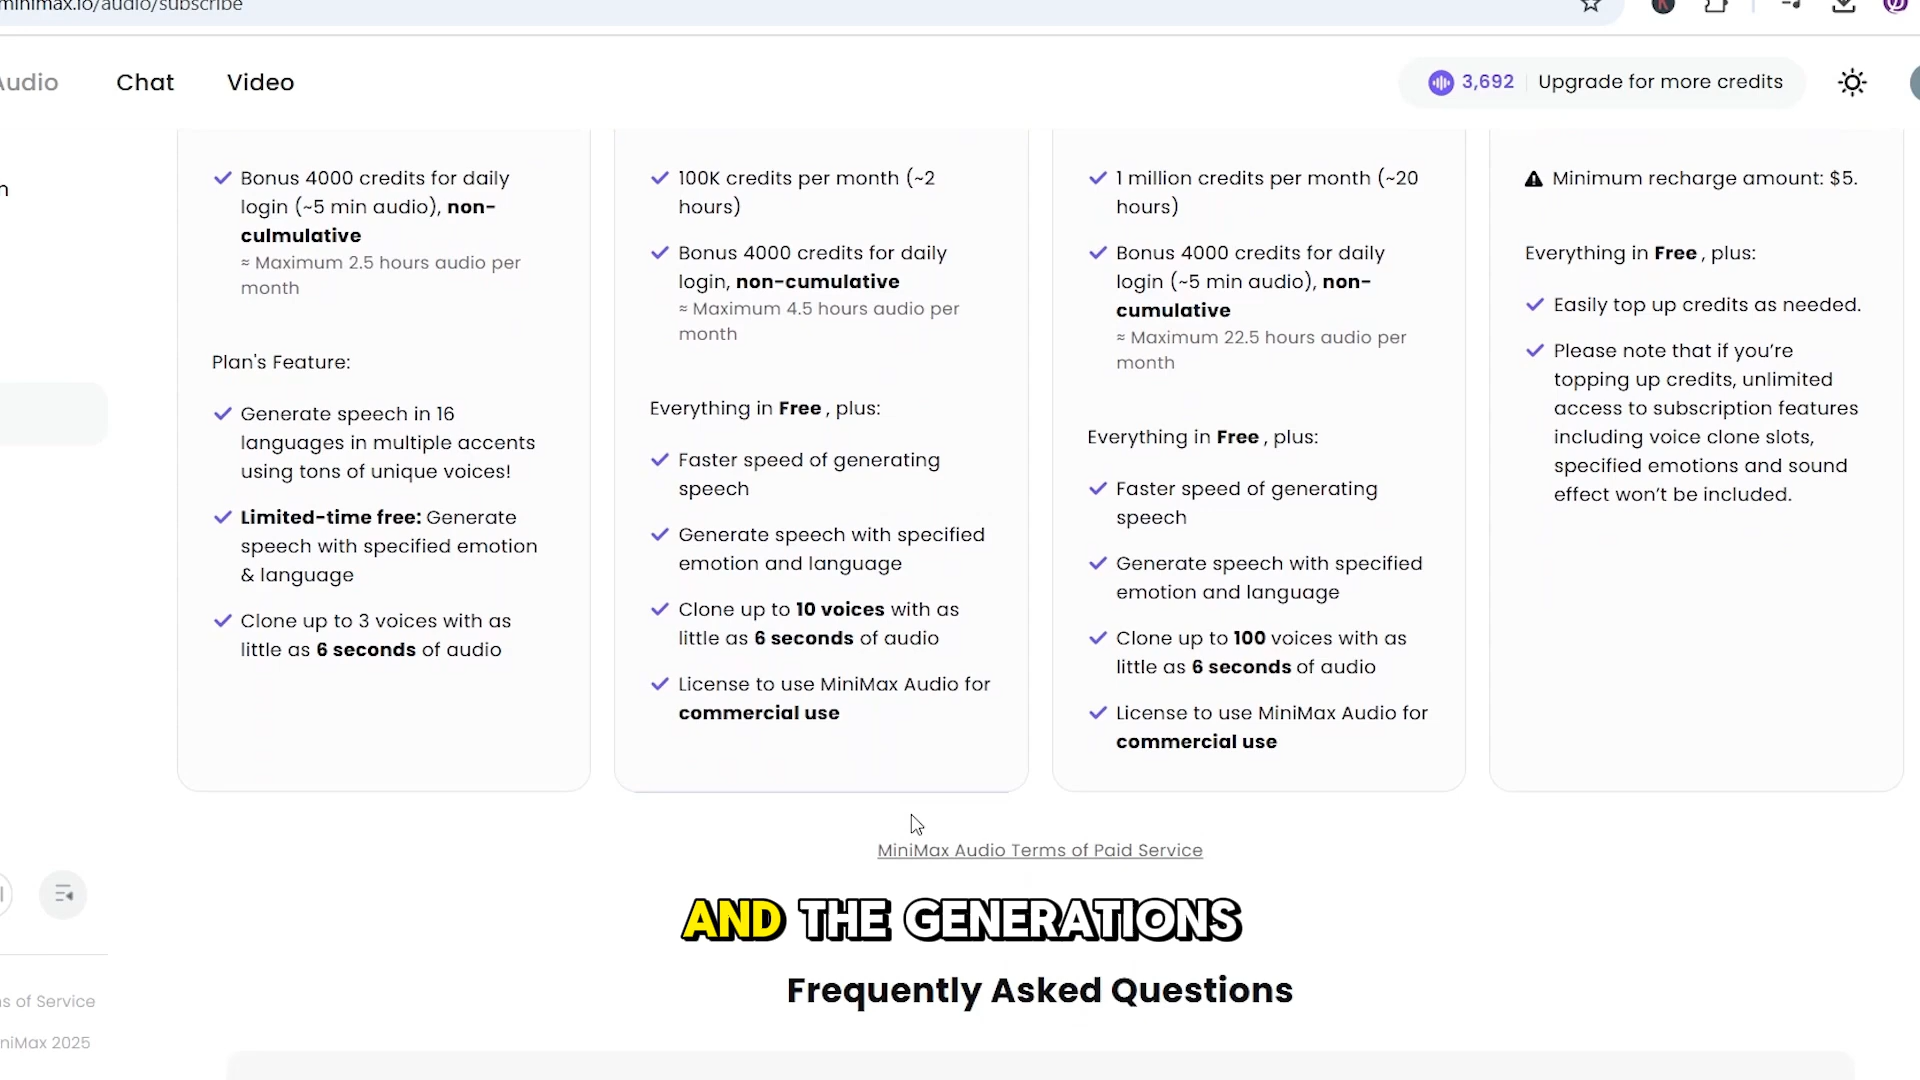 minimax.io/audio/subscribe
Audio
Chat
Video
3,692
Upgrade for more credits
n
Bonus 4000 credits for daily
login (~5 min audio), non-
culmulative
≈ Maximum 2.5 hours audio per
month
Plan's Feature:
Generate speech in 16
languages in multiple accents
using tons of unique voices!
Limited-time free: Generate
speech with specified emotion
& language
Clone up to 3 voices with as
little as 6 seconds of audio
100K credits per month (~2
hours)
Bonus 4000 credits for daily
login, non-cumulative
≈ Maximum 4.5 hours audio per
month
Everything in Free , plus:
Faster speed of generating
speech
Generate speech with specified
emotion and language
Clone up to 10 voices with as
little as 6 seconds of audio
License to use MiniMax Audio for
commercial use
1 million credits per month (~20
hours)
Bonus 4000 credits for daily
login (~5 min audio), non-
cumulative
≈ Maximum 22.5 hours audio per
month
Everything in Free , plus:
Faster speed of generating
speech
Generate speech with specified
emotion and language
Clone up to 100 voices with as
little as 6 seconds of audio
License to use MiniMax Audio for
commercial use
Minimum recharge amount: $5.
Everything in Free , plus:
Easily top up credits as needed.
Please note that if you’re
topping up credits, unlimited
access to subscription features
including voice clone slots,
specified emotions and sound
effect won’t be included.
MiniMax Audio Terms of Paid Service
AND THE GENERATIONS
Frequently Asked Questions
s of Service
niMax 2025